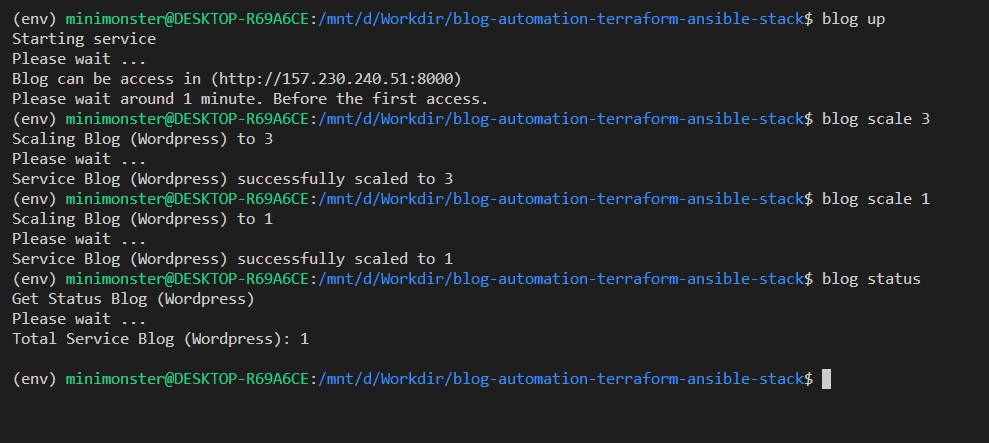 (env) minimonster@DESKTOP-R69A6CE:/mnt/d/Workdir/blog-automation-terraform-ansible-stack$ blog up
Starting service
Please wait ...
Blog can be access in (http://157.230.240.51:8000)
Please wait around 1 minute. Before the first access.
(env) minimonster@DESKTOP-R69A6CE:/mnt/d/Workdir/blog-automation-terraform-ansible-stack$ blog scale 3
Scaling Blog (Wordpress) to 3
Please wait ...
Service Blog (Wordpress) successfully scaled to 3
(env) minimonster@DESKTOP-R69A6CE:/mnt/d/Workdir/blog-automation-terraform-ansible-stack$ blog scale 1
Scaling Blog (Wordpress) to 1
Please wait ...
Service Blog (Wordpress) successfully scaled to 1
(env) minimonster@DESKTOP-R69A6CE:/mnt/d/Workdir/blog-automation-terraform-ansible-stack$ blog status
Get Status Blog (Wordpress)
Please wait ...
Total Service Blog (Wordpress): 1
(env) minimonster@DESKTOP-R69A6CE:/mnt/d/Workdir/blog-automation-terraform-ansible-stack$